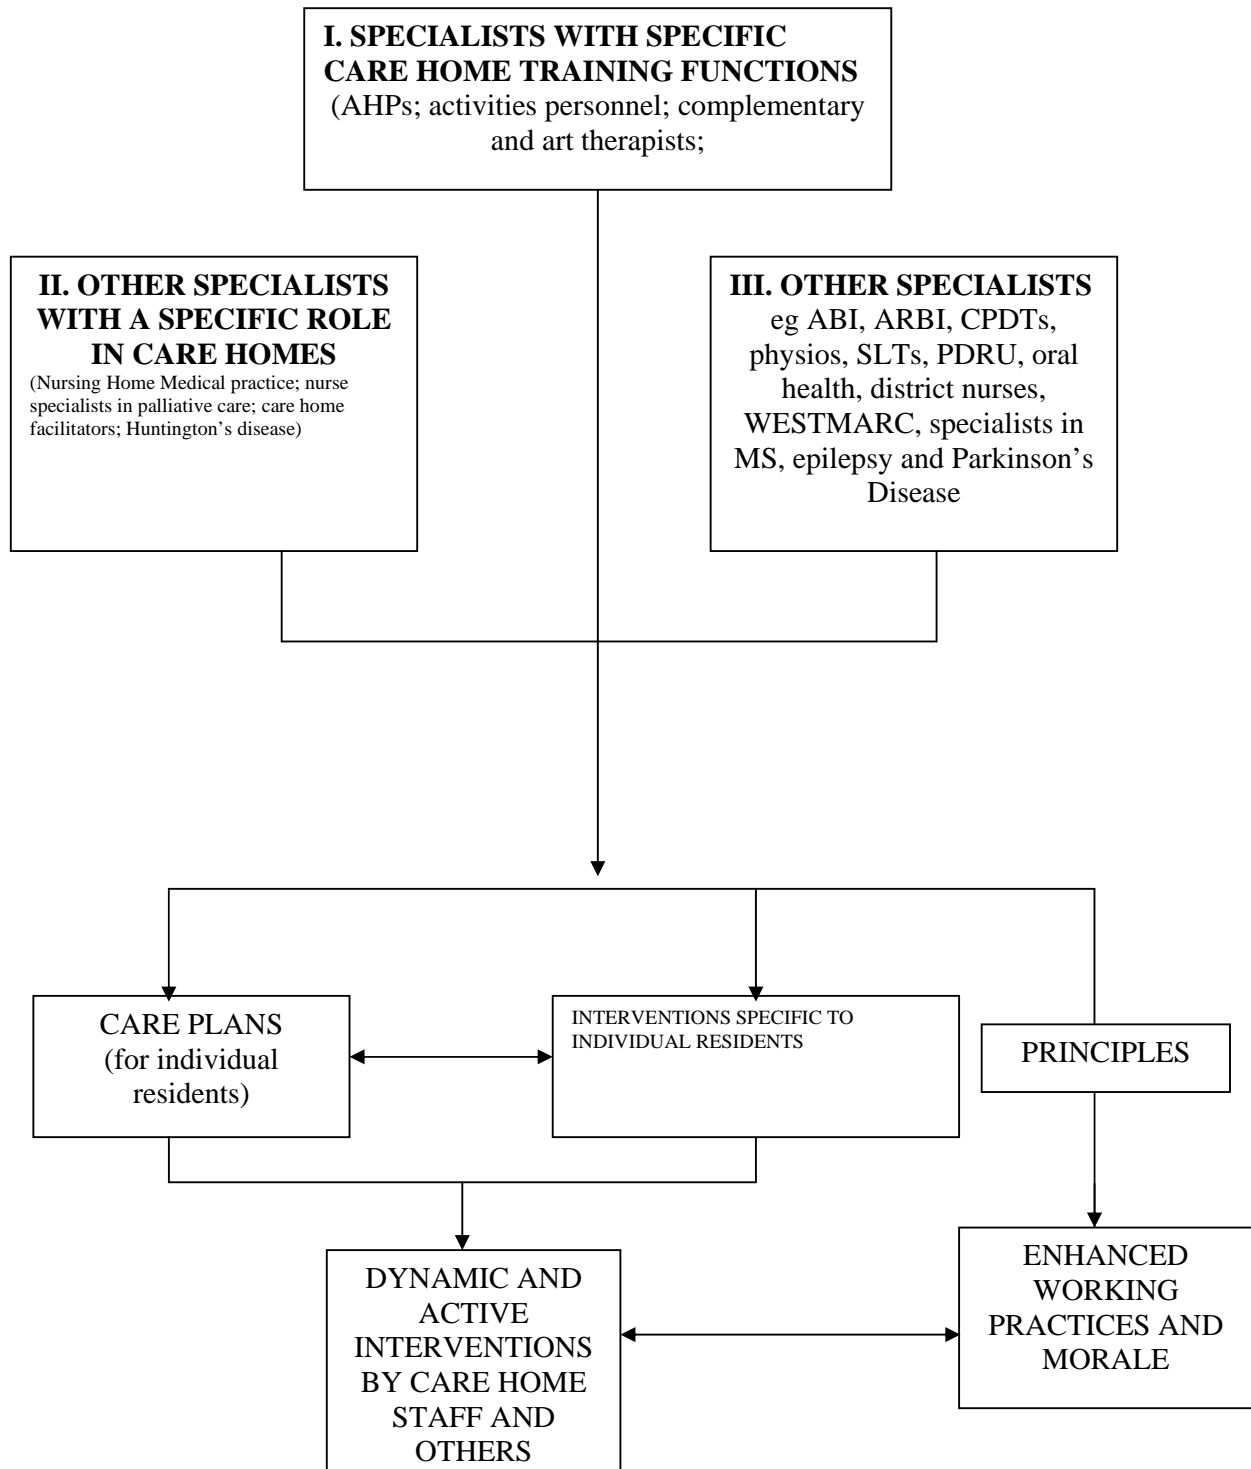 I. SPECIALISTS WITH SPECIFIC
CARE HOME TRAINING FUNCTIONS
(AHPs; activities personnel; complementary
and art therapists;
II. OTHER SPECIALISTS
WITH A SPECIFIC ROLE
IN CARE HOMES
(Nursing Home Medical practice; nurse
specialists in palliative care; care home
facilitators; Huntington’s disease)
III. OTHER SPECIALISTS
eg ABI, ARBI, CPDTs,
physios, SLTs, PDRU, oral
health, district nurses,
WESTMARC, specialists in
MS, epilepsy and Parkinson’s
Disease
CARE PLANS
(for individual
residents)
INTERVENTIONS SPECIFIC TO
INDIVIDUAL RESIDENTS
PRINCIPLES
DYNAMIC AND
ACTIVE
INTERVENTIONS
BY CARE HOME
STAFF AND
OTHERS
ENHANCED
WORKING
PRACTICES AND
MORALE